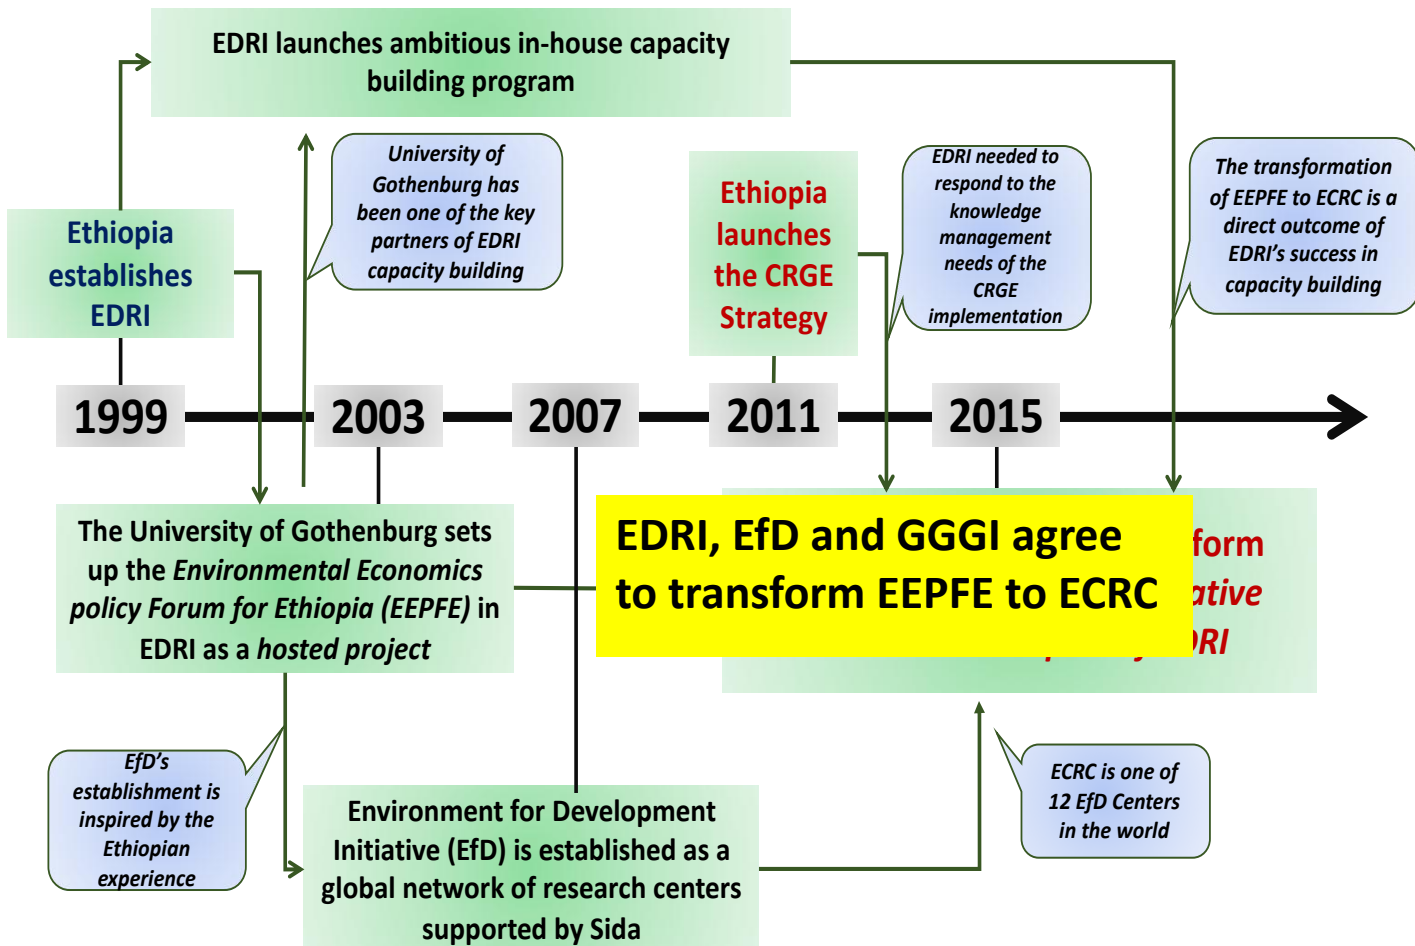 EDRI launches ambitious in-house capacity
building program
University of
Gothenburg has
been one of the key
partners of EDRI
capacity building
EDRI needed to
respond to the
knowledge
management
needs of the
CRGE
implementation
The transformation
of EEPFE to ECRC is a
direct outcome of
EDRI’s success in
capacity building
Ethiopia
establishes
EDRI
Ethiopia
launches
the CRGE
Strategy
1999
2003
2007
2011
2015
The University of Gothenburg sets
up the Environmental Economics
policy Forum for Ethiopia (EEPFE) in
EDRI as a hosted project
EDRI, EfD and GGGI agree
to transform EEPFE to ECRC
form
ative
DRI
EfD’s
establishment is
inspired by the
Ethiopian
experience
Environment for Development
Initiative (EfD) is established as a
global network of research centers
supported by Sida
ECRC is one of
12 EfD Centers
in the world